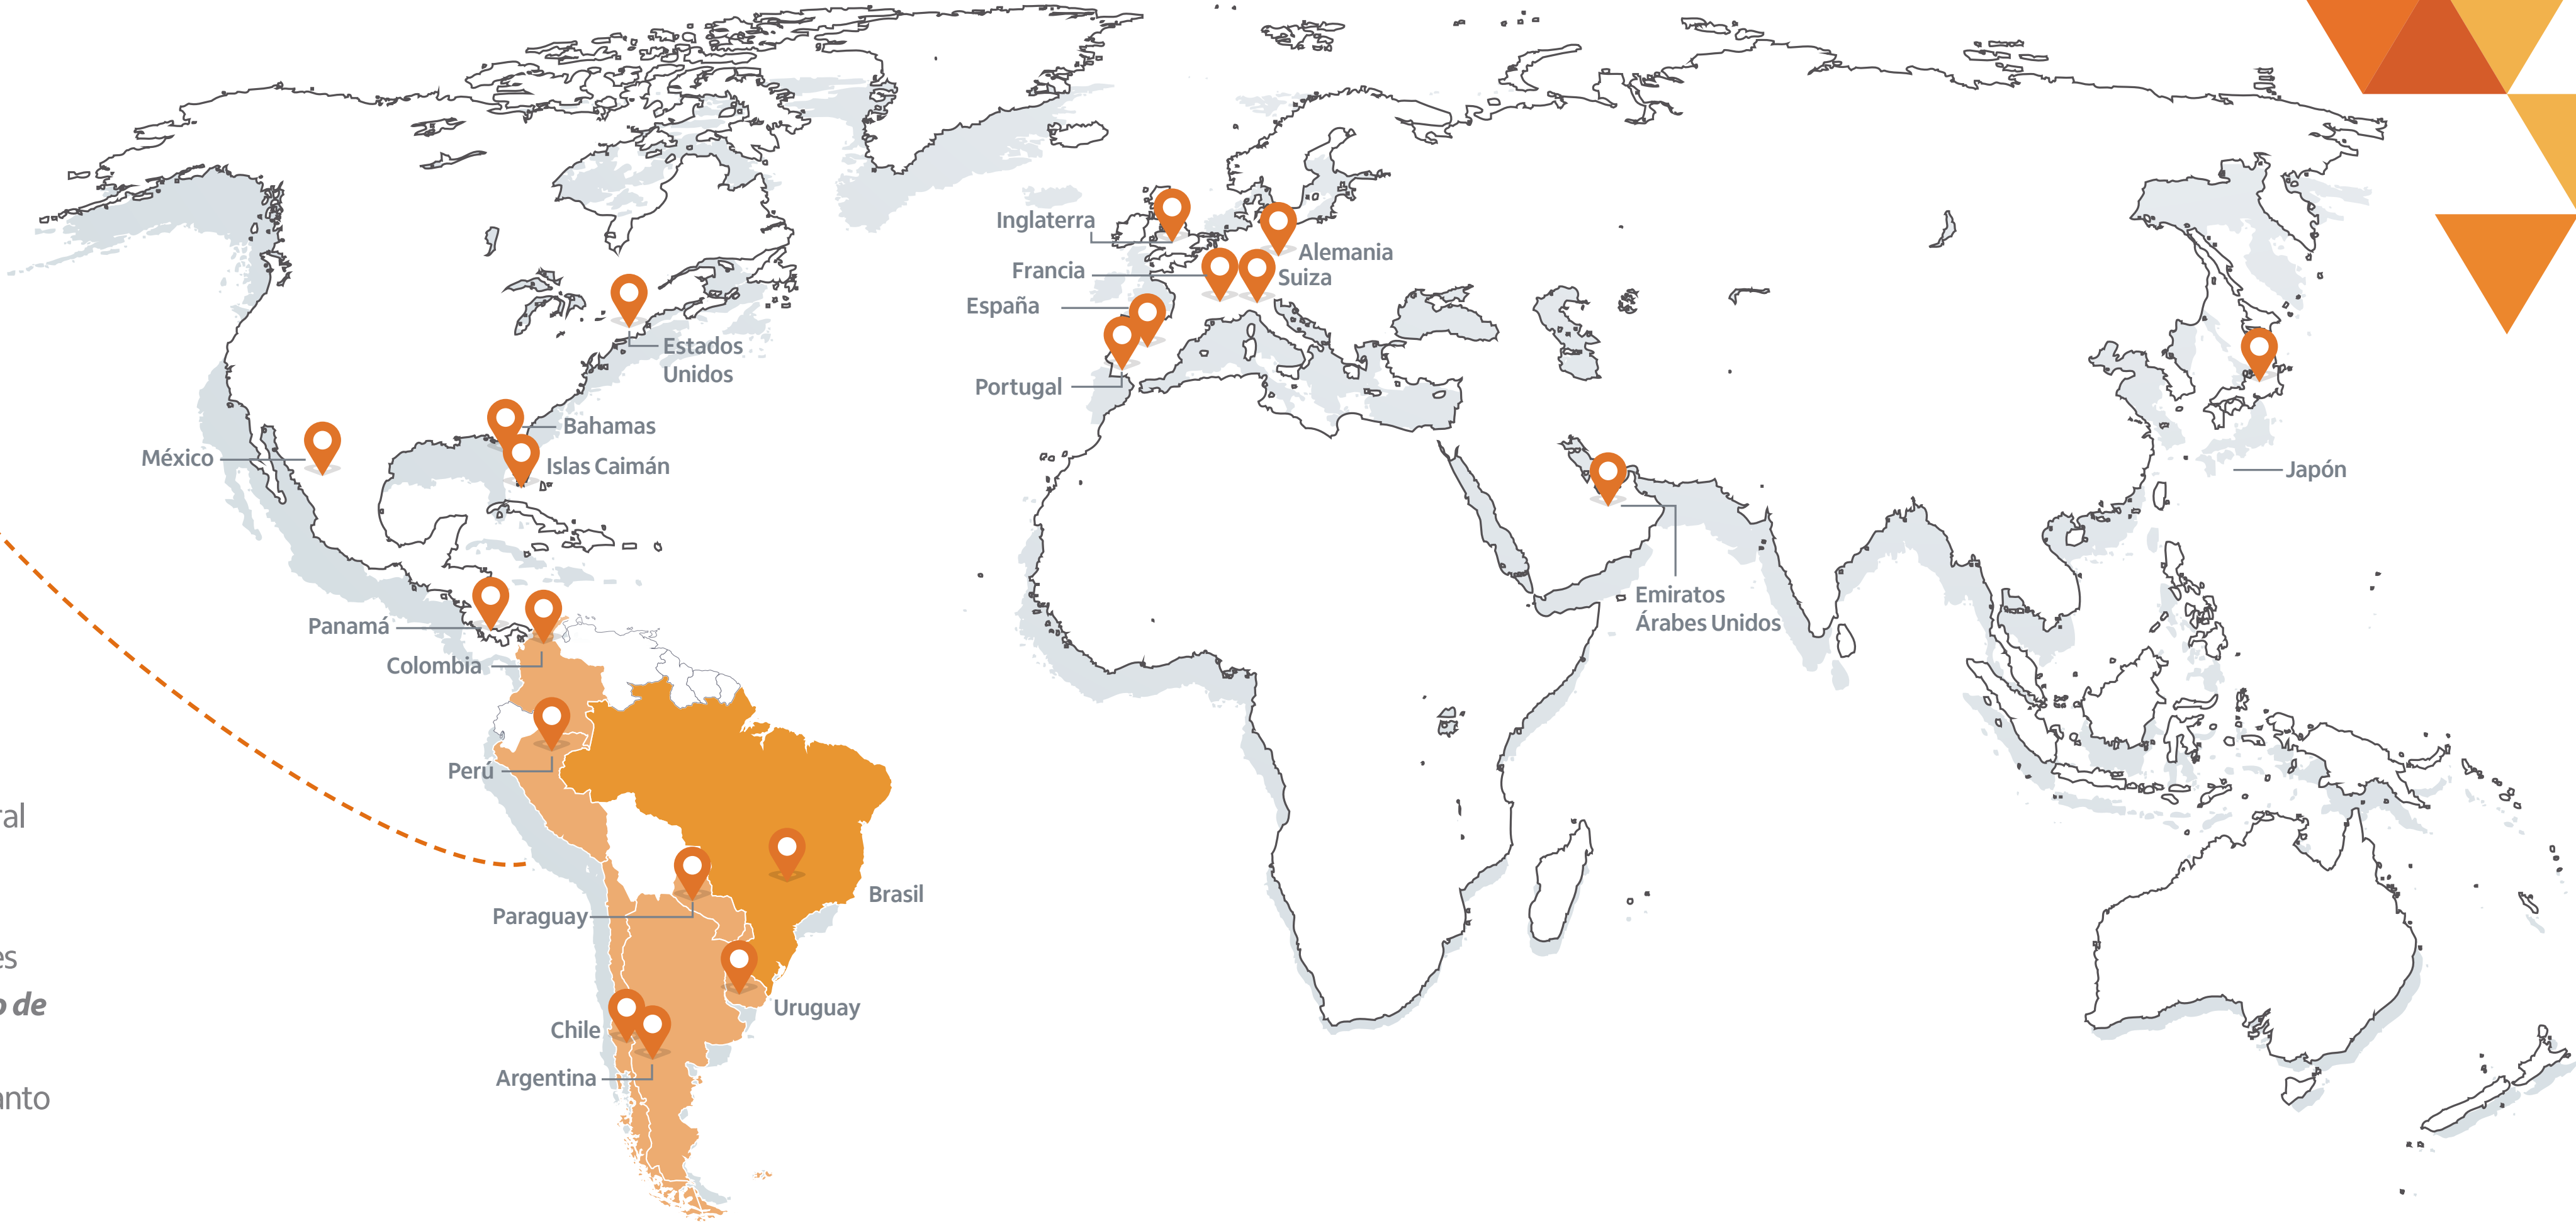 Inglaterra
Alemania
Francia
Suiza
España
Estados
Unidos
Portugal
Bahamas
México
Islas Caimán
Japón
Emiratos
Árabes Unidos
Panamá
Colombia
Perú
ral
Brasil
Paraguay
es
o de
Uruguay
Chile
Argentina
anto